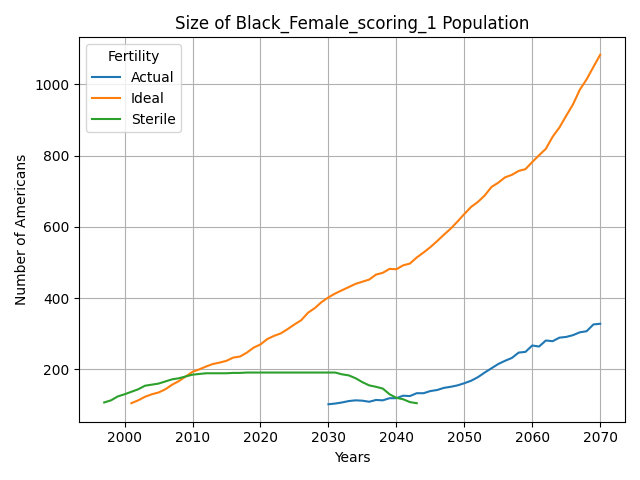 Size of Black_Female_scoring_1 Population
Fertility
Actual
Ideal
Sterile
Number of Americans
1000
800
600
400
200
2000 2010 2020 2030 2040 2050 2060 2070
Years